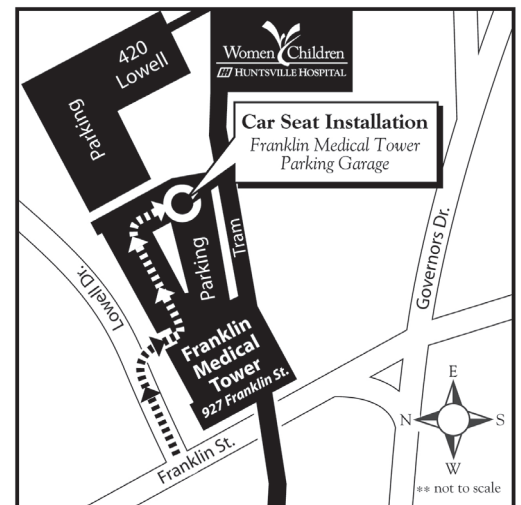 420
Lowell
Parking
Women Children
H HUNTSVILLE HOSPITAL
Car Seat Installation
Franklin Medical Tower
Parking Garage
Parking
Tram
Lowell Dr.
Governors Dr.
Franklin
Medical
Tower
927 Franklin St.
Franklin St.
E
N
S
W
** not to scale